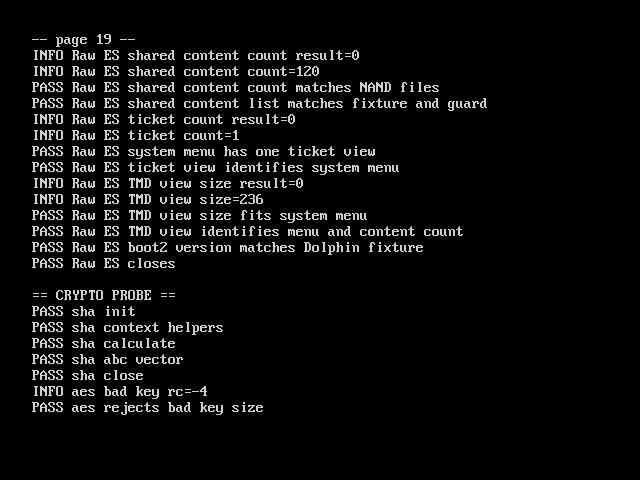 -- page 19 --
INFO Raw ES shared content count result=0
INFO Raw ES shared content count=120
PASS Raw ES shared content count matches NAND files
PASS Raw ES shared content list matches fixture and guard
INFO Raw ES ticket count result=0
INFO Raw ES ticket count=1
PASS Raw ES system menu has one ticket view
PASS Raw ES ticket view identifies system menu
INFO Raw ES TMD view size result=0
INFO Raw ES TMD view size=236
PASS Raw ES TMD view size fits system menu
PASS Raw ES TMD view identifies menu and content count
PASS Raw ES boot2 version matches Dolphin fixture
PASS Raw ES closes
== CRYPTO PROBE ==
PASS sha init
PASS sha context helpers
PASS sha calculate
PASS sha abc vector
PASS sha close
INFO aes bad key rc=-4
PASS aes rejects bad key size